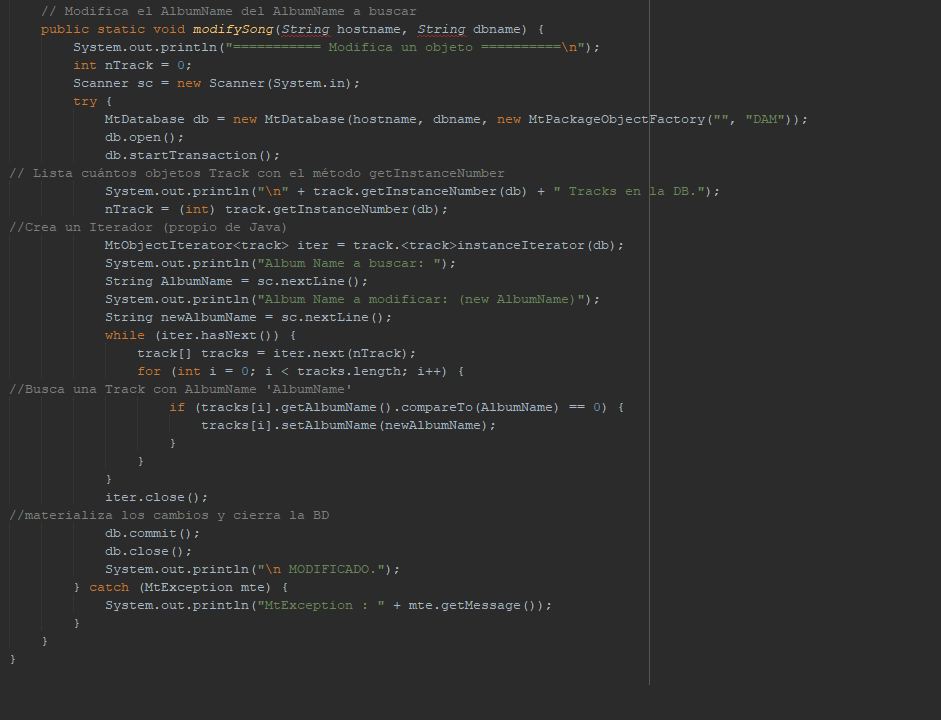 // Modifica el AlbumName del AlbumName a buscar
public static void modifySong(String hostname, String dbname) {
System.out.println("=========== Modifica un objeto ==========\n");
int nTrack = 0;
Scanner sc = new Scanner(System.in);
try {
MtDatabase db = new MtDatabase(hostname, dbname, new MtPackageObjectFactory("", "DAM"));
db.open();
db.startTransaction();
// Lista cuántos objetos Track con el método getInstanceNumber
System.out.println("\n" + track.getInstanceNumber(db) + " Tracks en la DB.");
nTrack = (int) track.getInstanceNumber(db);
//Crea un Iterador (propio de Java)
MtObjectIterator<track> iter = track.<track>instanceIterator(db);
System.out.println("Album Name a buscar: ");
String AlbumName = sc.nextLine();
System.out.println("Album Name a modificar: (new AlbumName)");
String newAlbumName = sc.nextLine();
while (iter.hasNext()) {
track[] tracks = iter.next(nTrack);
for (int i = 0; i < tracks.length; i++) {
//Busca una Track con AlbumName 'AlbumName'
if (tracks[i].getAlbumName().compareTo(AlbumName) == 0) {
tracks[i].setAlbumName(newAlbumName);
}
}
}
iter.close();
//materializa los cambios y cierra la BD
db.commit();
db.close();
System.out.println("\n MODIFICADO.");
} catch (MtException mte) {
System.out.println("MtException : " + mte.getMessage());
}
}
}